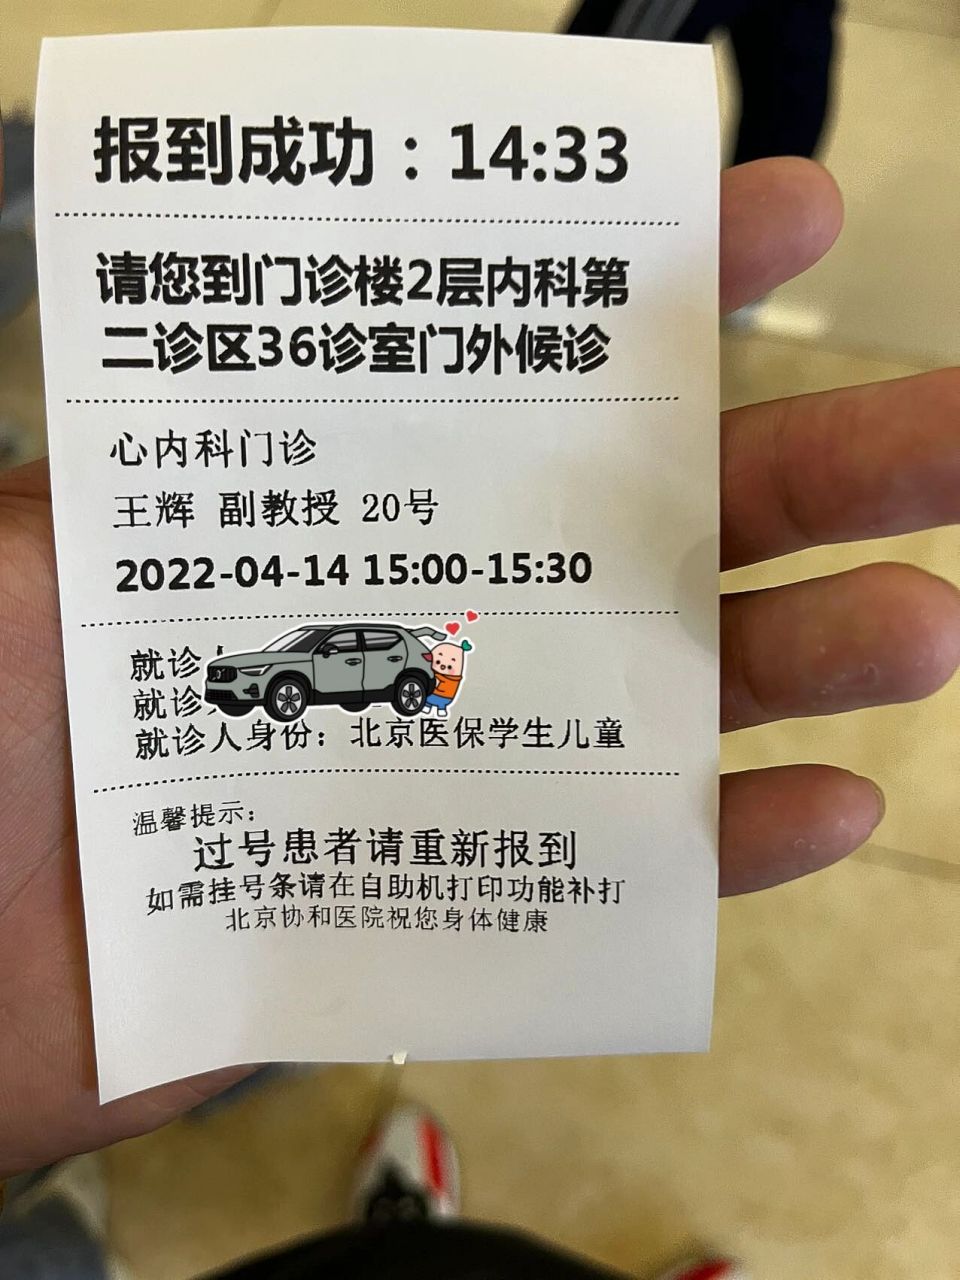 报到成功：14:33
请您到门诊楼2层内科第
二诊区36诊室门外候诊
心内科门诊
王辉 副教授 20号
2022-04-14 15:00-15:30
就诊
就诊
就诊人身份：北京医保学生儿童
温馨提示：
过号患者请重新报到
如需挂号条请在自助机打印功能补打
北京协和医院祝您身体健康